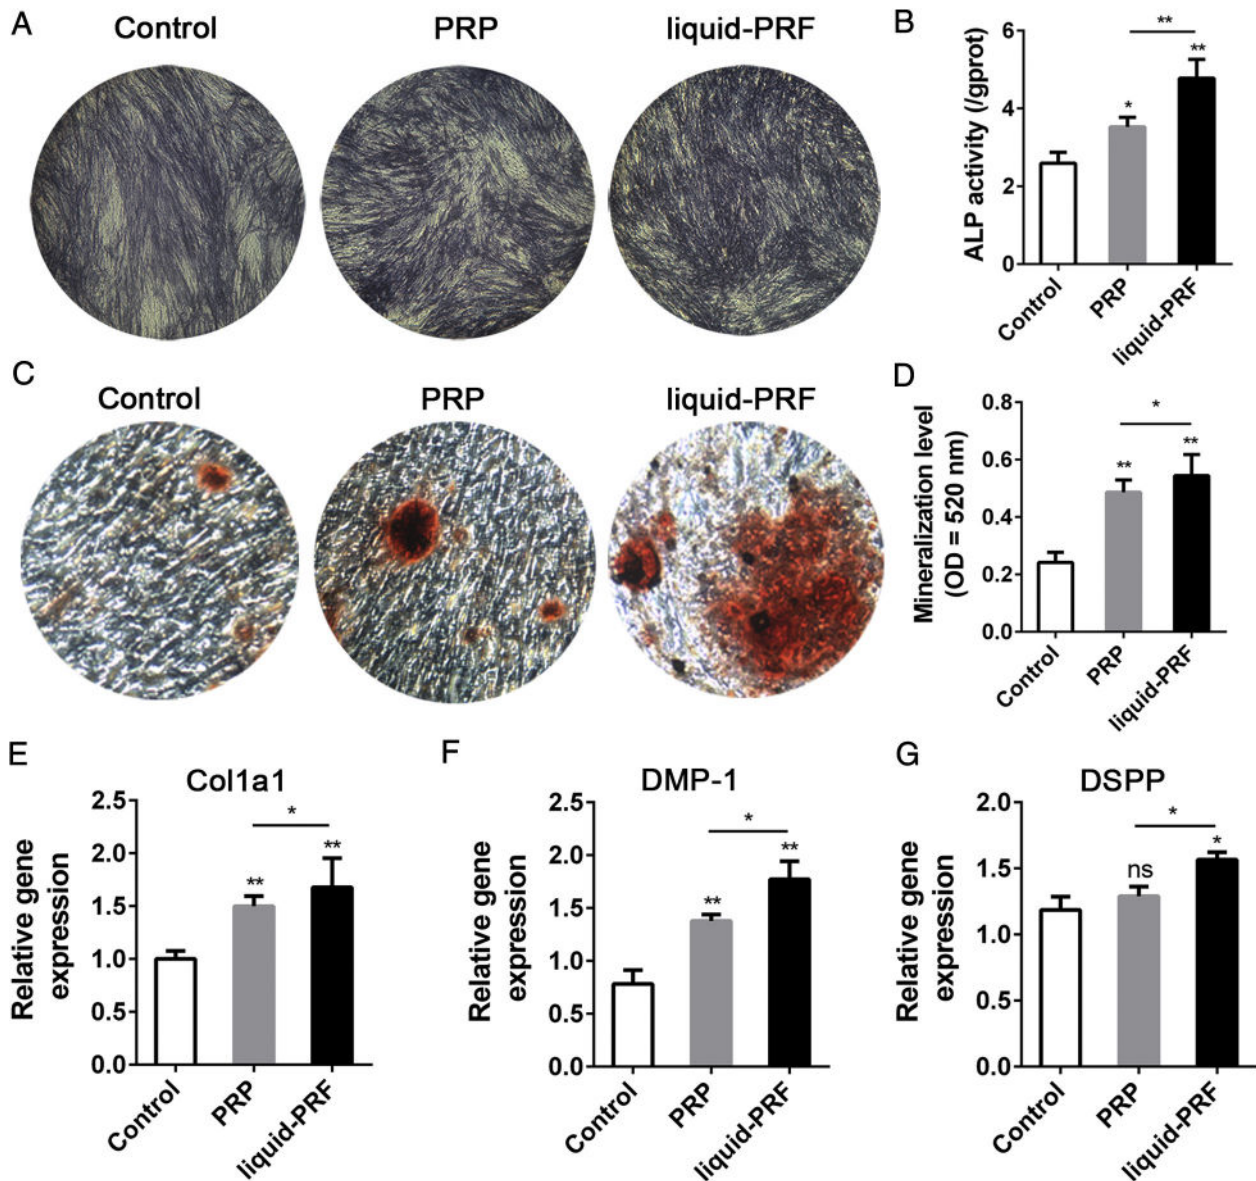 A
Control
PRP
liquid-PRF
B
ALP activity (/gprot)
6
4
2
0
**
*
**
Control
PRP
liquid-PRF
C
Control
PRP
liquid-PRF
D
Mineralization level
(OD = 520 nm)
0.8
0.6
0.4
0.2
0.0
*
**
**
Control
PRP
liquid-PRF
E
Col1a1
Relative gene
expression
2.5
2.0
1.5
1.0
0.5
0.0
*
**
**
Control
PRP
liquid-PRF
F
DMP-1
Relative gene
expression
2.5
2.0
1.5
1.0
0.5
0.0
*
**
**
Control
PRP
liquid-PRF
G
DSPP
Relative gene
expression
2.0
1.5
1.0
0.5
0.0
*
ns
*
Control
PRP
liquid-PRF